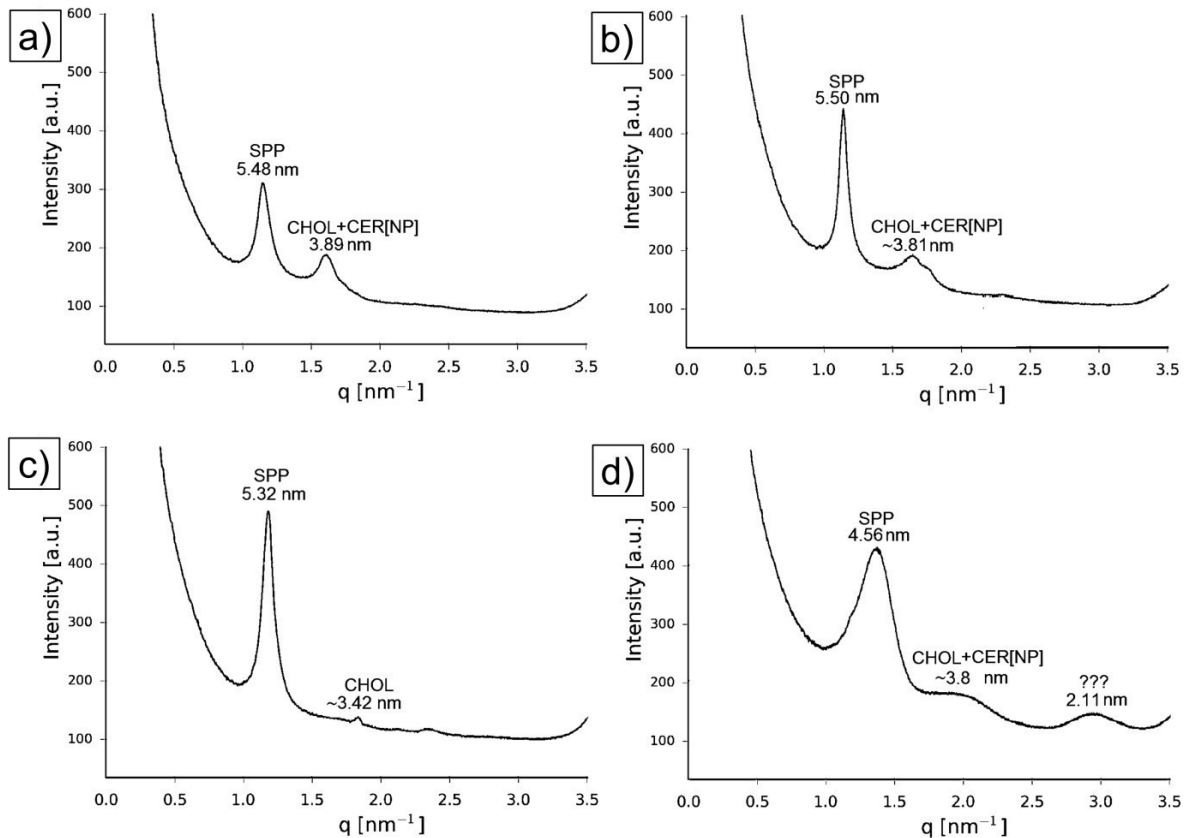 a)
600
500
400
300
200
100
Intensity [a.u.]
SPP
5.48 nm
CHOL+CER[NP]
3.89 nm
0.0 0.5 1.0 1.5 2.0 2.5 3.0 3.5
q [nm⁻¹]
b)
600
500
400
300
200
100
Intensity [a.u.]
SPP
5.50 nm
CHOL+CER[NP]
~3.81nm
0.0 0.5 1.0 1.5 2.0 2.5 3.0 3.5
q [nm⁻¹]
c)
600
500
400
300
200
100
Intensity [a.u.]
SPP
5.32 nm
CHOL
~3.42 nm
0.0 0.5 1.0 1.5 2.0 2.5 3.0 3.5
q [nm⁻¹]
d)
600
500
400
300
200
100
Intensity [a.u.]
SPP
4.56 nm
CHOL+CER[NP]
~3.8 nm
???
2.11 nm
0.0 0.5 1.0 1.5 2.0 2.5 3.0 3.5
q [nm⁻¹]